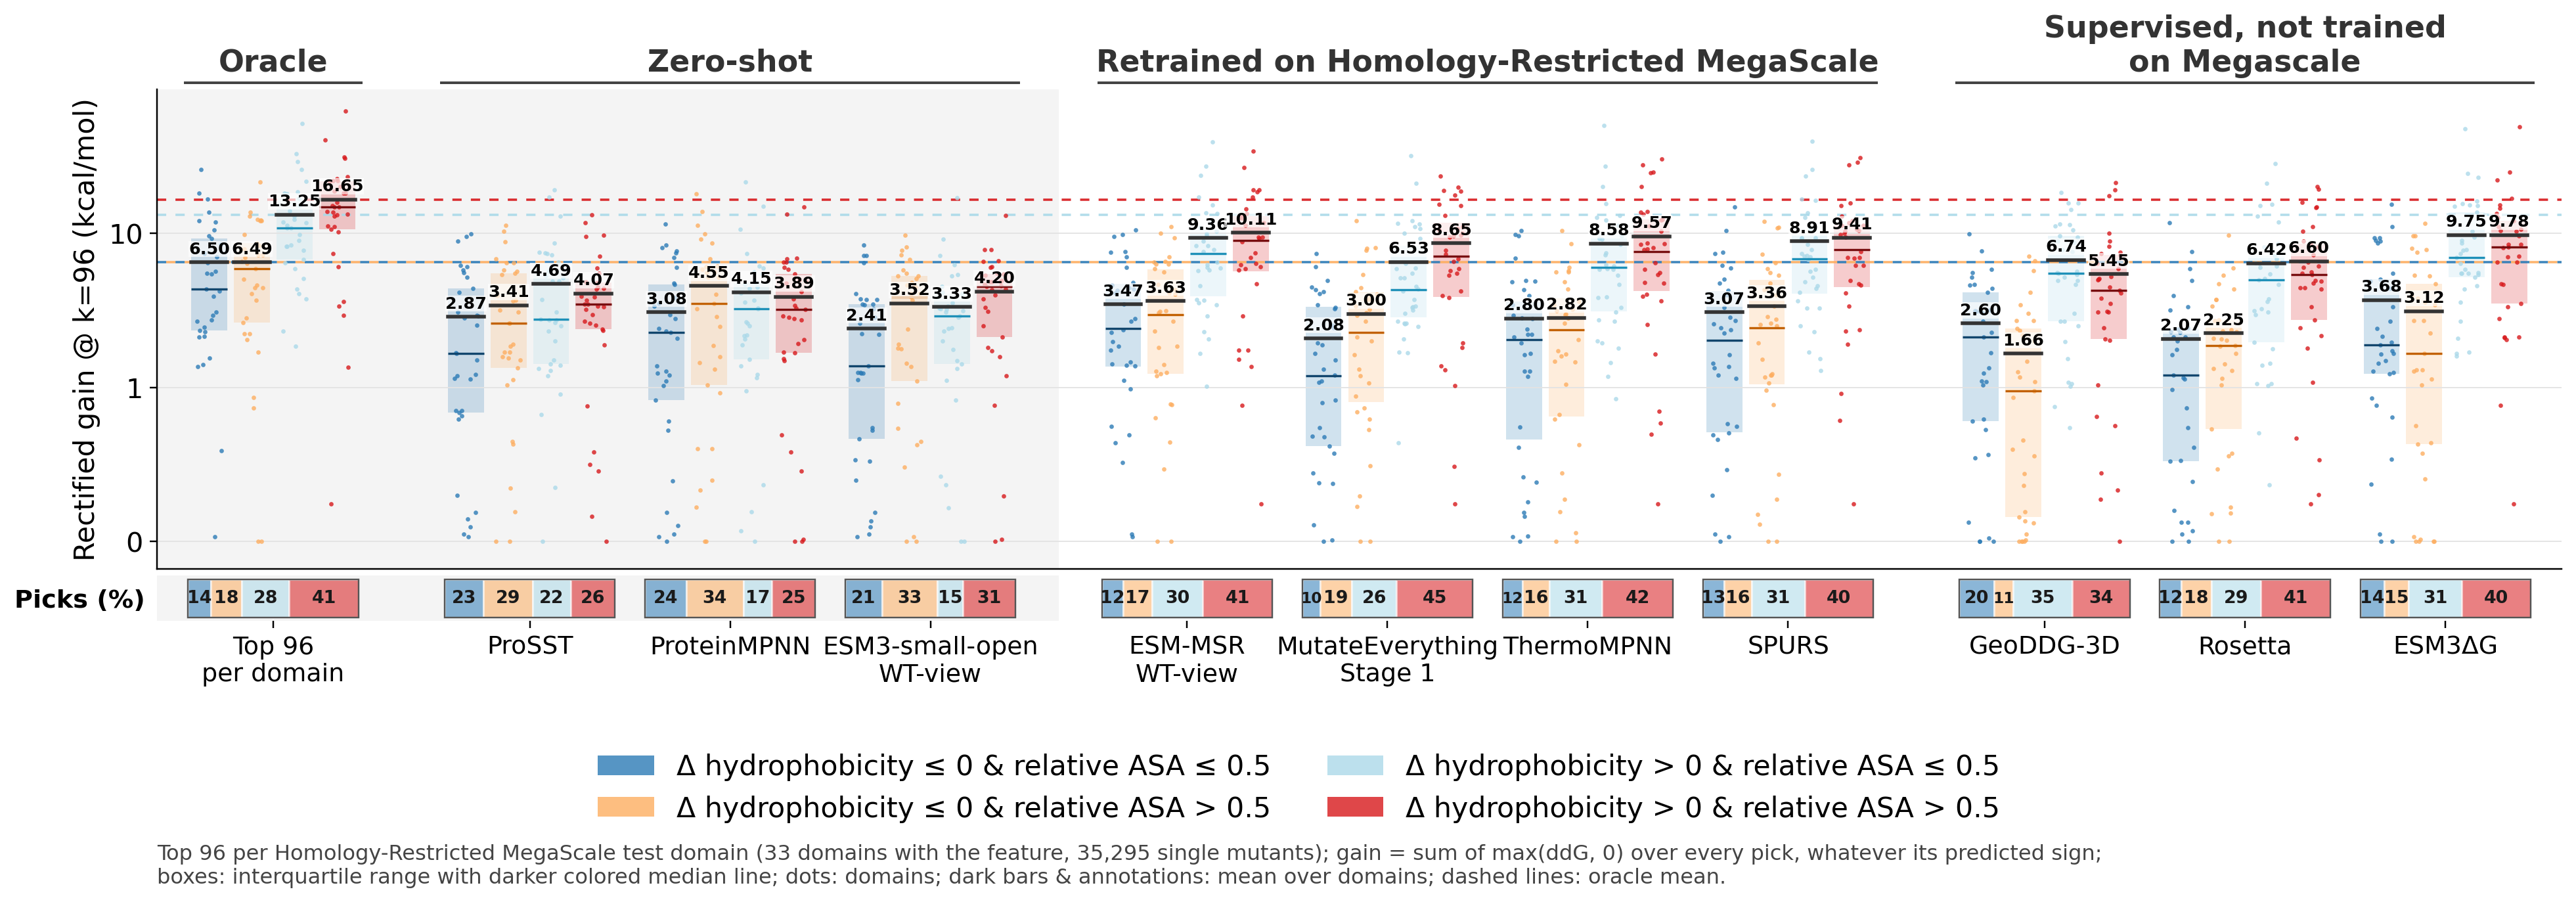 Oracle
Zero-shot
Retrained on Homology-Restricted MegaScale
Supervised, not trained
on Megascale
Rectified gain @ k=96 (kcal/mol)
10
1
0
6.50 6.49 13.25 16.65
2.87 3.41 4.69 4.07
3.08 4.55 4.15 3.89
2.41 3.52 3.33 4.20
3.47 3.63 9.36 10.11
2.08 3.00 6.53 8.65
2.80 2.82 8.58 9.57
3.07 3.36 8.91 9.41
2.60 1.66 6.74 5.45
2.07 2.25 6.42 6.60
3.68 3.12 9.75 9.78
Picks (%)
14 18 28 41
23 29 22 26
24 34 17 25
21 33 15 31
12 17 30 41
10 19 26 45
12 16 31 42
13 16 31 40
20 11 35 34
12 18 29 41
14 15 31 40
Top 96
per domain
ProSST
ProteinMPNN
ESM3-small-open
WT-view
ESM-MSR
WT-view
MutateEverything
Stage 1
ThermoMPNN
SPURS
GeoDDG-3D
Rosetta
ESM3ΔG
Δ hydrophobicity ≤ 0 & relative ASA ≤ 0.5
Δ hydrophobicity ≤ 0 & relative ASA > 0.5
Δ hydrophobicity > 0 & relative ASA ≤ 0.5
Δ hydrophobicity > 0 & relative ASA > 0.5
Top 96 per Homology-Restricted MegaScale test domain (33 domains with the feature, 35,295 single mutants); gain = sum of max(ddG, 0) over every pick, whatever its predicted sign;
boxes: interquartile range with darker colored median line; dots: domains; dark bars & annotations: mean over domains; dashed lines: oracle mean.